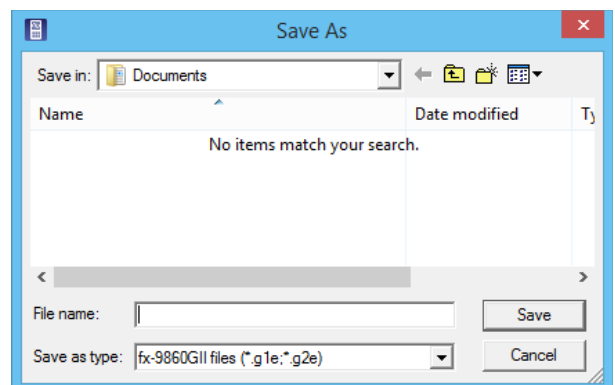 Save As
Save in: Documents
Name Date modified Ty
No items match your search.
File name: Save
Save as type: fx-9860GII files (*.g1e;*.g2e) Cancel